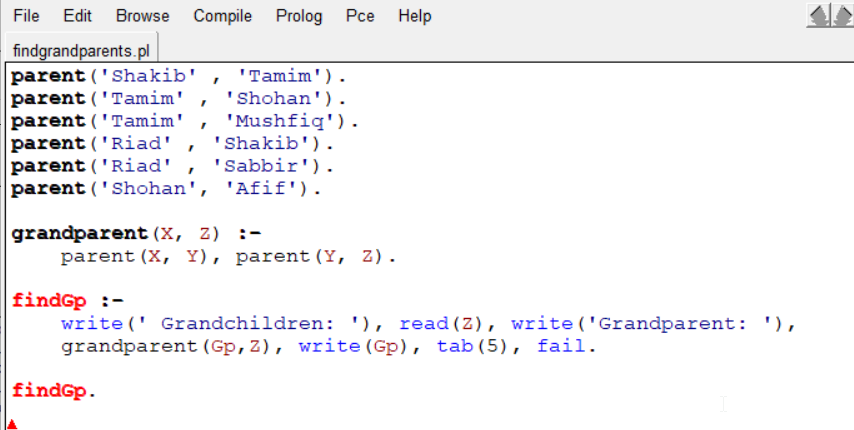 File Edit Browse Compile Prolog Pce Help
findgrandparents.pl
parent('Shakib' , 'Tamim').
parent('Tamim' , 'Shohan').
parent('Tamim' , 'Mushfiq').
parent('Riad' , 'Shakib').
parent('Riad' , 'Sabbir').
parent('Shohan', 'Afif').
grandparent(X, Z) :-
parent(X, Y), parent(Y, Z).
findGp :-
write(' Grandchildren: '), read(Z), write('Grandparent: '),
grandparent(Gp,Z), write(Gp), tab(5), fail.
findGp.